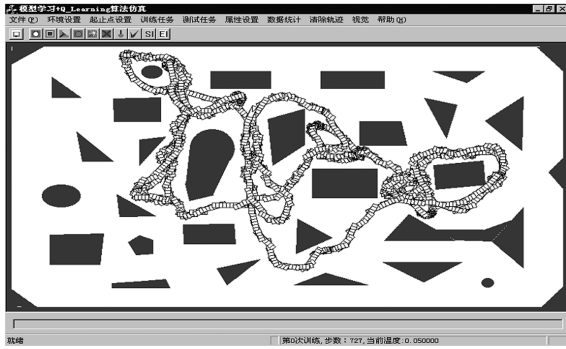 模型学习+Q_Learning算法仿真
文件(F) 环境设置 起止点设置 训练任务 测试任务 属性设置 数据统计 清除轨迹 视觉 帮助(H)
SI EI
就绪 第0次训练,步数:727,当前温度:0.050000